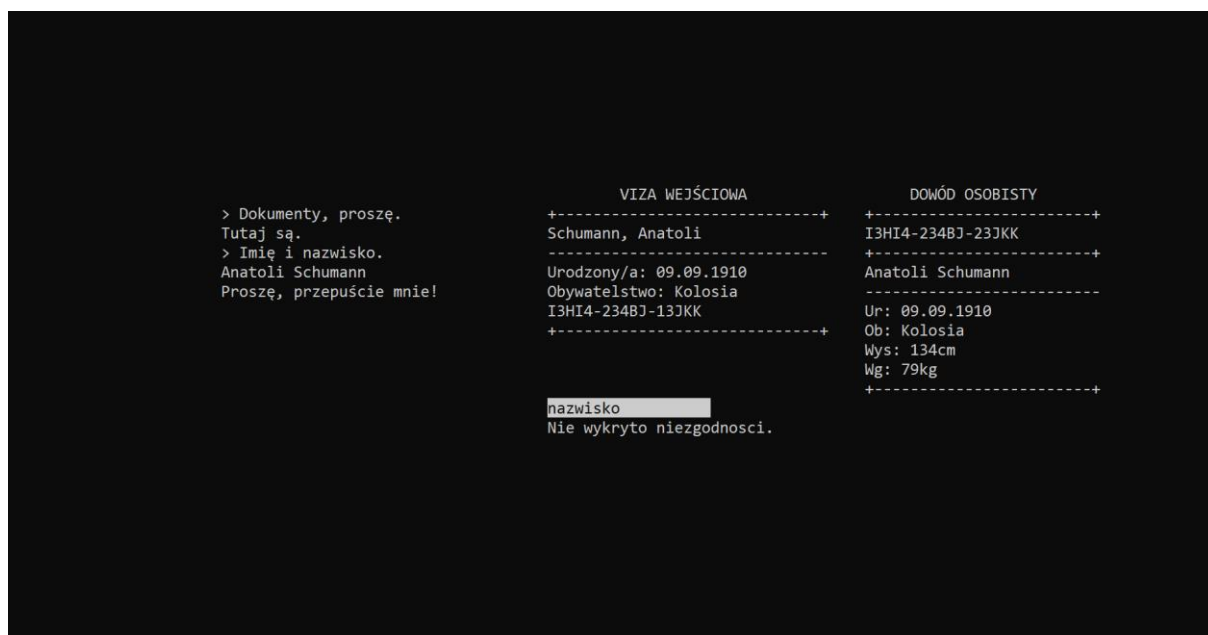 > Dokumenty, proszę.
Tutaj są.
> Imię i nazwisko.
Anatoli Schumann
Proszę, przepuście mnie!
VIZA WEJŚCIOWA
+-----------------------------+
Schumann, Anatoli
-------------------------------
Urodzony/a: 09.09.1910
Obywatelstwo: Kolosia
I3HI4-234BJ-13JKK
+-----------------------------+
DOWÓD OSOBISTY
+------------------------+
I3HI4-234BJ-23JKK
+------------------------+
Anatoli Schumann
--------------------------
Ur: 09.09.1910
Ob: Kolosia
Wys: 134cm
Wg: 79kg
+------------------------+
nazwisko
Nie wykryto niezgodnosci.